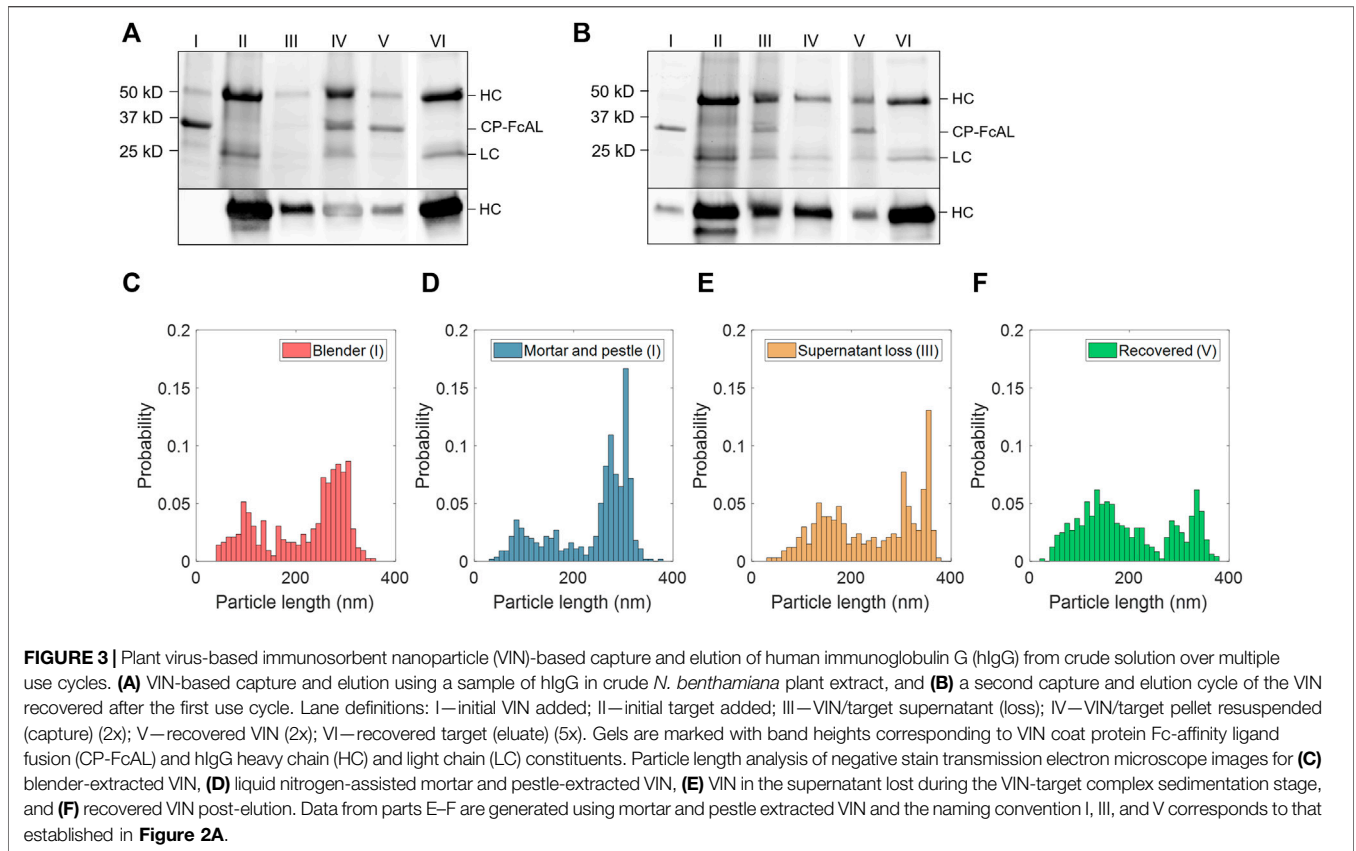 A
B
I II III IV V VI
I II III IV V VI
50 kD
37 kD
25 kD
HC
CP-FcAL
LC
HC
50 kD
37 kD
25 kD
HC
CP-FcAL
LC
HC
C
D
E
F
0.2
0.15
0.1
0.05
0
Probability
Blender (I)
0 200 400
Particle length (nm)
0.2
0.15
0.1
0.05
0
Probability
Mortar and pestle (I)
0 200 400
Particle length (nm)
0.2
0.15
0.1
0.05
0
Probability
Supernatant loss (III)
0 200 400
Particle length (nm)
0.2
0.15
0.1
0.05
0
Probability
Recovered (V)
0 200 400
Particle length (nm)
FIGURE 3 | Plant virus-based immunosorbent nanoparticle (VIN)-based capture and elution of human immunoglobulin G (hIgG) from crude solution over multiple
use cycles. (A) VIN-based capture and elution using a sample of hIgG in crude N. benthamiana plant extract, and (B) a second capture and elution cycle of the VIN
recovered after the first use cycle. Lane definitions: I—initial VIN added; II—initial target added; III—VIN/target supernatant (loss); IV—VIN/target pellet resuspended
(capture) (2x); V—recovered VIN (2x); VI—recovered target (eluate) (5x). Gels are marked with band heights corresponding to VIN coat protein Fc-affinity ligand
fusion (CP-FcAL) and hIgG heavy chain (HC) and light chain (LC) constituents. Particle length analysis of negative stain transmission electron microscope images for (C)
blender-extracted VIN, (D) liquid nitrogen-assisted mortar and pestle-extracted VIN, (E) VIN in the supernatant lost during the VIN-target complex sedimentation stage,
and (F) recovered VIN post-elution. Data from parts E–F are generated using mortar and pestle extracted VIN and the naming convention I, III, and V corresponds to that
established in Figure 2A.